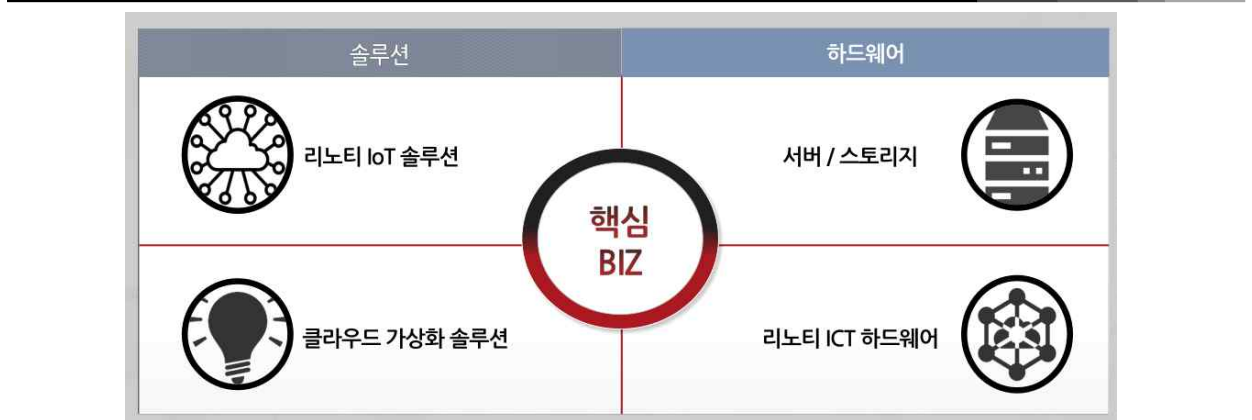 솔루션
하드웨어
리노티 IoT 솔루션
서버 / 스토리지
핵심
BIZ
클라우드 가상화 솔루션
리노티 ICT 하드웨어